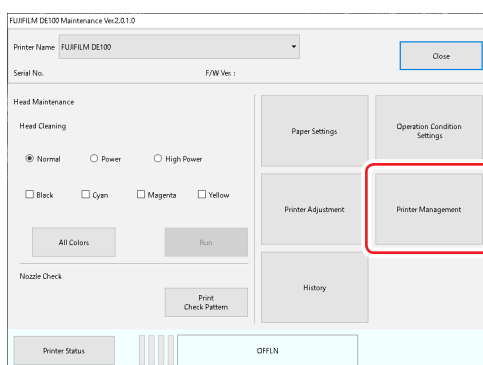 FUJIFILM DE100 Maintenance Ver.2.0.1.0
Printer Name FUJIFILM DE100
Close
Serial No. F/W Ver. :
Head Maintenance
Head Cleaning
Normal Power High Power
Black Cyan Magenta Yellow
All Colors Run
Nozzle Check
Print
Check Pattern
Paper Settings
Operation Condition
Settings
Printer Adjustment
Printer Management
History
Printer Status
OFFLN